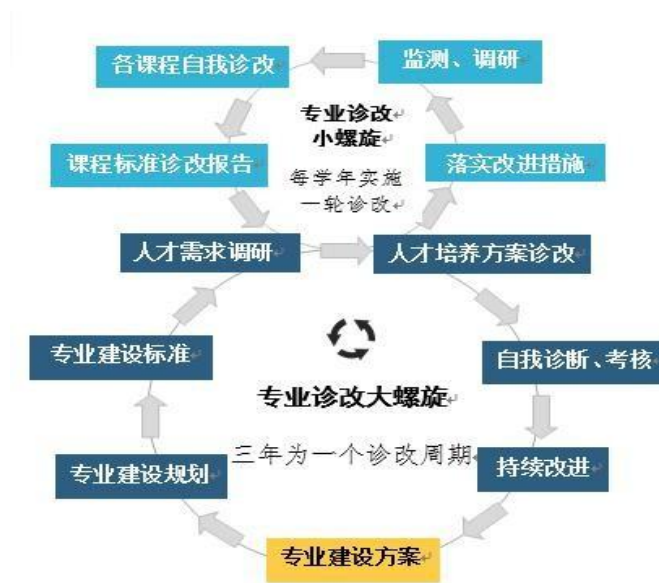 各课程自我诊改
监测、调研
专业诊改
小螺旋
课程标准诊改报告
每学年实施
一轮诊改
落实改进措施
人才需求调研
人才培养方案诊改
专业建设标准
自我诊断、考核
专业诊改大螺旋
三年为一个诊改周期
专业建设规划
持续改进
专业建设方案